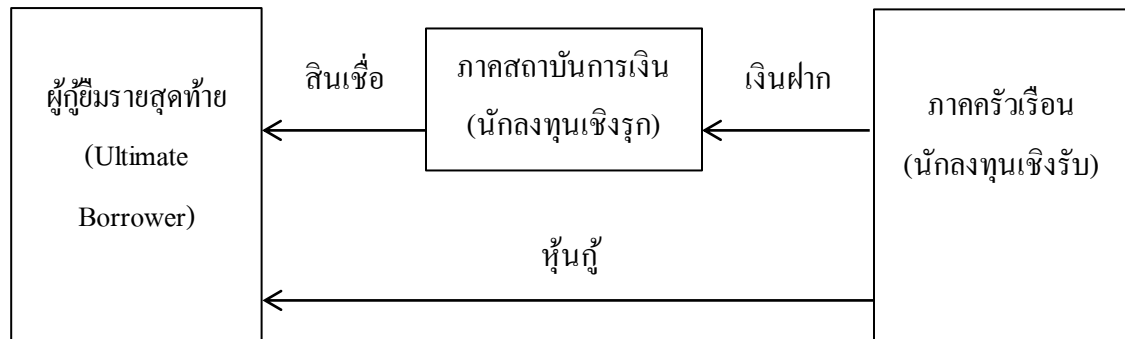 ผู้กู้ยืมรายสุดท้าย
(Ultimate
Borrower)
สินเชื่อ
ภาคสถาบันการเงิน
(นักลงทุนเชิงรุก)
เงินฝาก
ภาคครัวเรือน
(นักลงทุนเชิงรับ)
หุ้นกู้